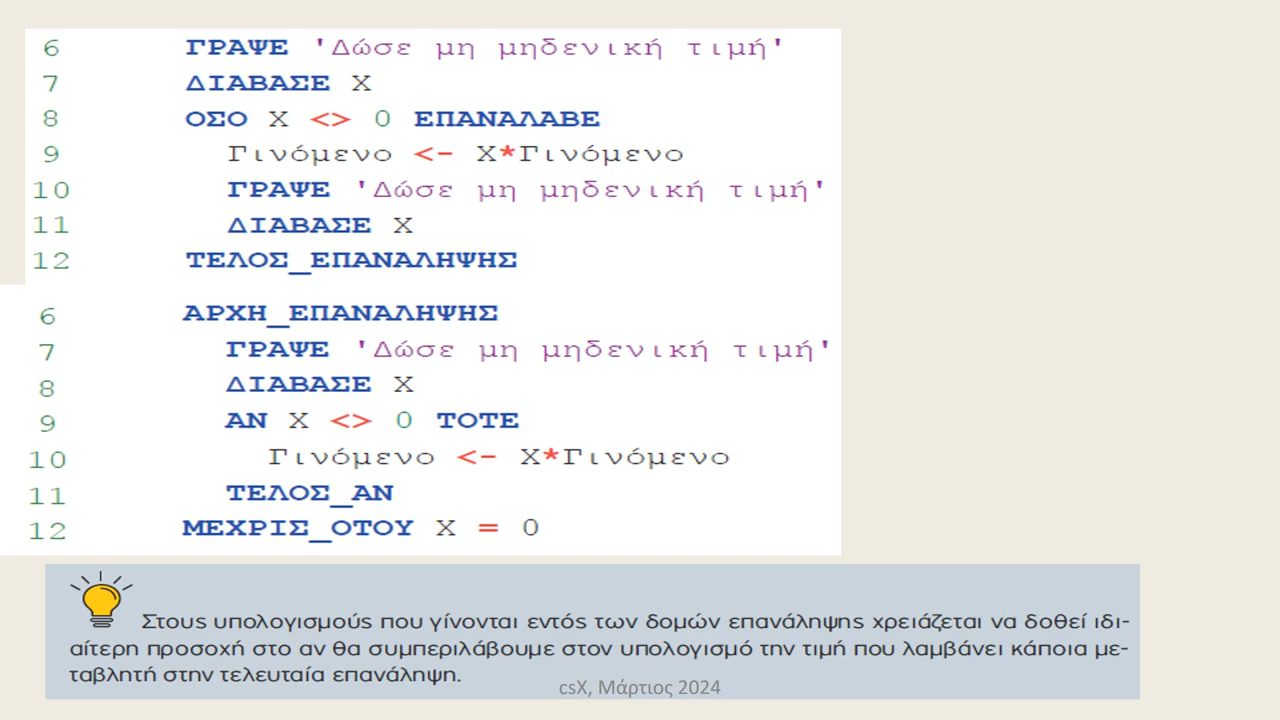 6 ΓΡΑΨΕ 'Δώσε μη μηδενική τιμή'
7 ΔΙΑΒΑΣΕ Χ
8 ΟΣΟ Χ <> 0 ΕΠΑΝΑΛΑΒΕ
9 Γινόμενο <- Χ*Γινόμενο
10 ΓΡΑΨΕ 'Δώσε μη μηδενική τιμή'
11 ΔΙΑΒΑΣΕ Χ
12 ΤΕΛΟΣ_ΕΠΑΝΑΛΗΨΗΣ
6 ΑΡΧΗ_ΕΠΑΝΑΛΗΨΗΣ
7 ΓΡΑΨΕ 'Δώσε μη μηδενική τιμή'
8 ΔΙΑΒΑΣΕ Χ
9 ΑΝ Χ <> 0 ΤΟΤΕ
10 Γινόμενο <- Χ*Γινόμενο
11 ΤΕΛΟΣ_ΑΝ
12 ΜΕΧΡΙΣ_ΟΤΟΥ Χ = 0
Στους υπολογισμούς που γίνονται εντός των δομών επανάληψης χρειάζεται να δοθεί ιδι-
αίτερη προσοχή στο αν θα συμπεριλάβουμε στον υπολογισμό την τιμή που λαμβάνει κάποια με-
ταβλητή στην τελευταία επανάληψη.
csX, Μάρτιος 2024